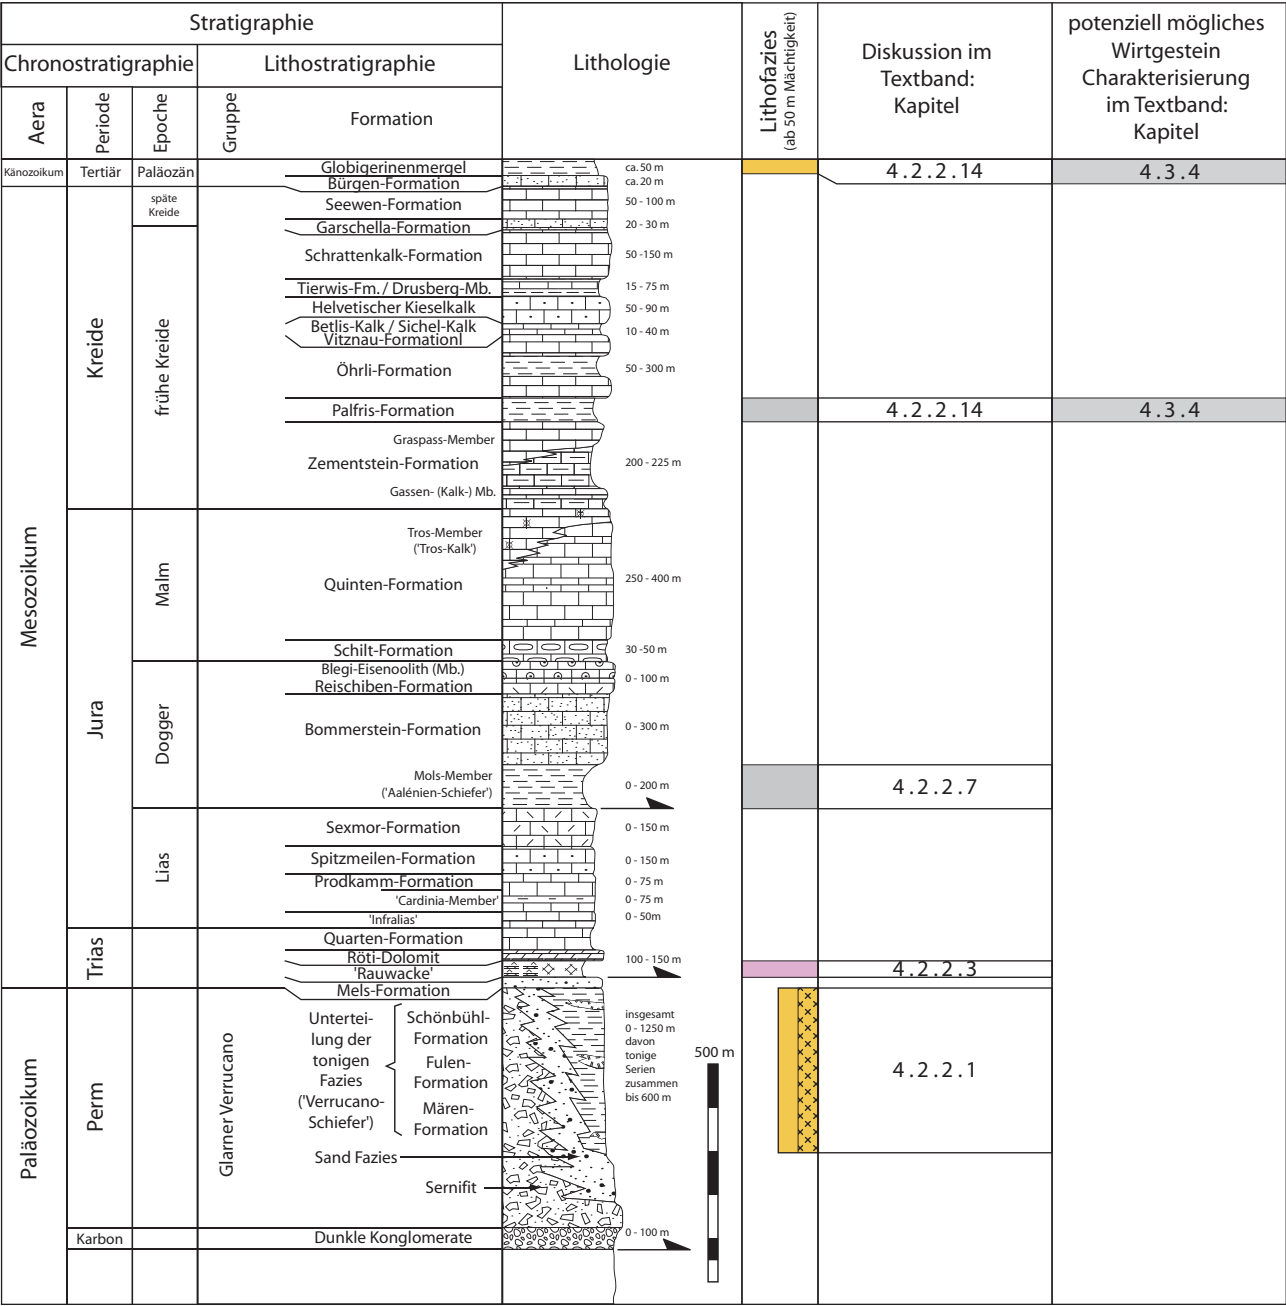 Stratigraphie
Chronostratigraphie
Lithostratigraphie
Aera
Periode
Epoche
Gruppe
Formation
Lithologie
Lithofazies
(ab 50 m Mächtigkeit)
Diskussion im
Textband:
Kapitel
potenziell mögliches
Wirtgestein
Charakterisierung
im Textband:
Kapitel
Känozoikum
Tertiär
Paläozän
Globigerinenmergel
ca. 50 m
4.2.2.14
4.3.4
Bürgen-Formation
ca. 20 m
Mesozoikum
Kreide
späte
Kreide
Seewen-Formation
50 - 100 m
frühe Kreide
Garschella-Formation
20 - 30 m
Schrattenkalk-Formation
50 -150 m
Tierwis-Fm. / Drusberg-Mb.
15 - 75 m
Helvetischer Kieselkalk
50 - 90 m
Betlis-Kalk / Sichel-Kalk
10 - 40 m
Vitznau-Formationl
Öhrli-Formation
50 - 300 m
Palfris-Formation
4.2.2.14
4.3.4
Graspass-Member
Zementstein-Formation
200 - 225 m
Gassen- (Kalk-) Mb.
Jura
Malm
Tros-Member
('Tros-Kalk')
Quinten-Formation
250 - 400 m
Schilt-Formation
30 -50 m
Dogger
Blegi-Eisenoolith (Mb.)
0 - 100 m
Reischiben-Formation
Bommerstein-Formation
0 - 300 m
Mols-Member
('Aalénien-Schiefer')
0 - 200 m
4.2.2.7
Lias
Sexmor-Formation
0 - 150 m
Spitzmeilen-Formation
0 - 150 m
Prodkamm-Formation
0 - 75 m
'Cardinia-Member'
0 - 75 m
'Infralias'
0 - 50m
Trias
Quarten-Formation
Röti-Dolomit
100 - 150 m
'Rauwacke'
4.2.2.3
Mels-Formation
Paläozoikum
Perm
Glarner Verrucano
Untertei-
lung der
tonigen
Fazies
('Verrucano-
Schiefer')
Schönbühl-
Formation
Fulen-
Formation
Mären-
Formation
insgesamt
0 - 1250 m
davon
tonige
Serien
zusammen
bis 600 m
500 m
4.2.2.1
Sand Fazies
Sernifit
Karbon
Dunkle Konglomerate
0 - 100 m